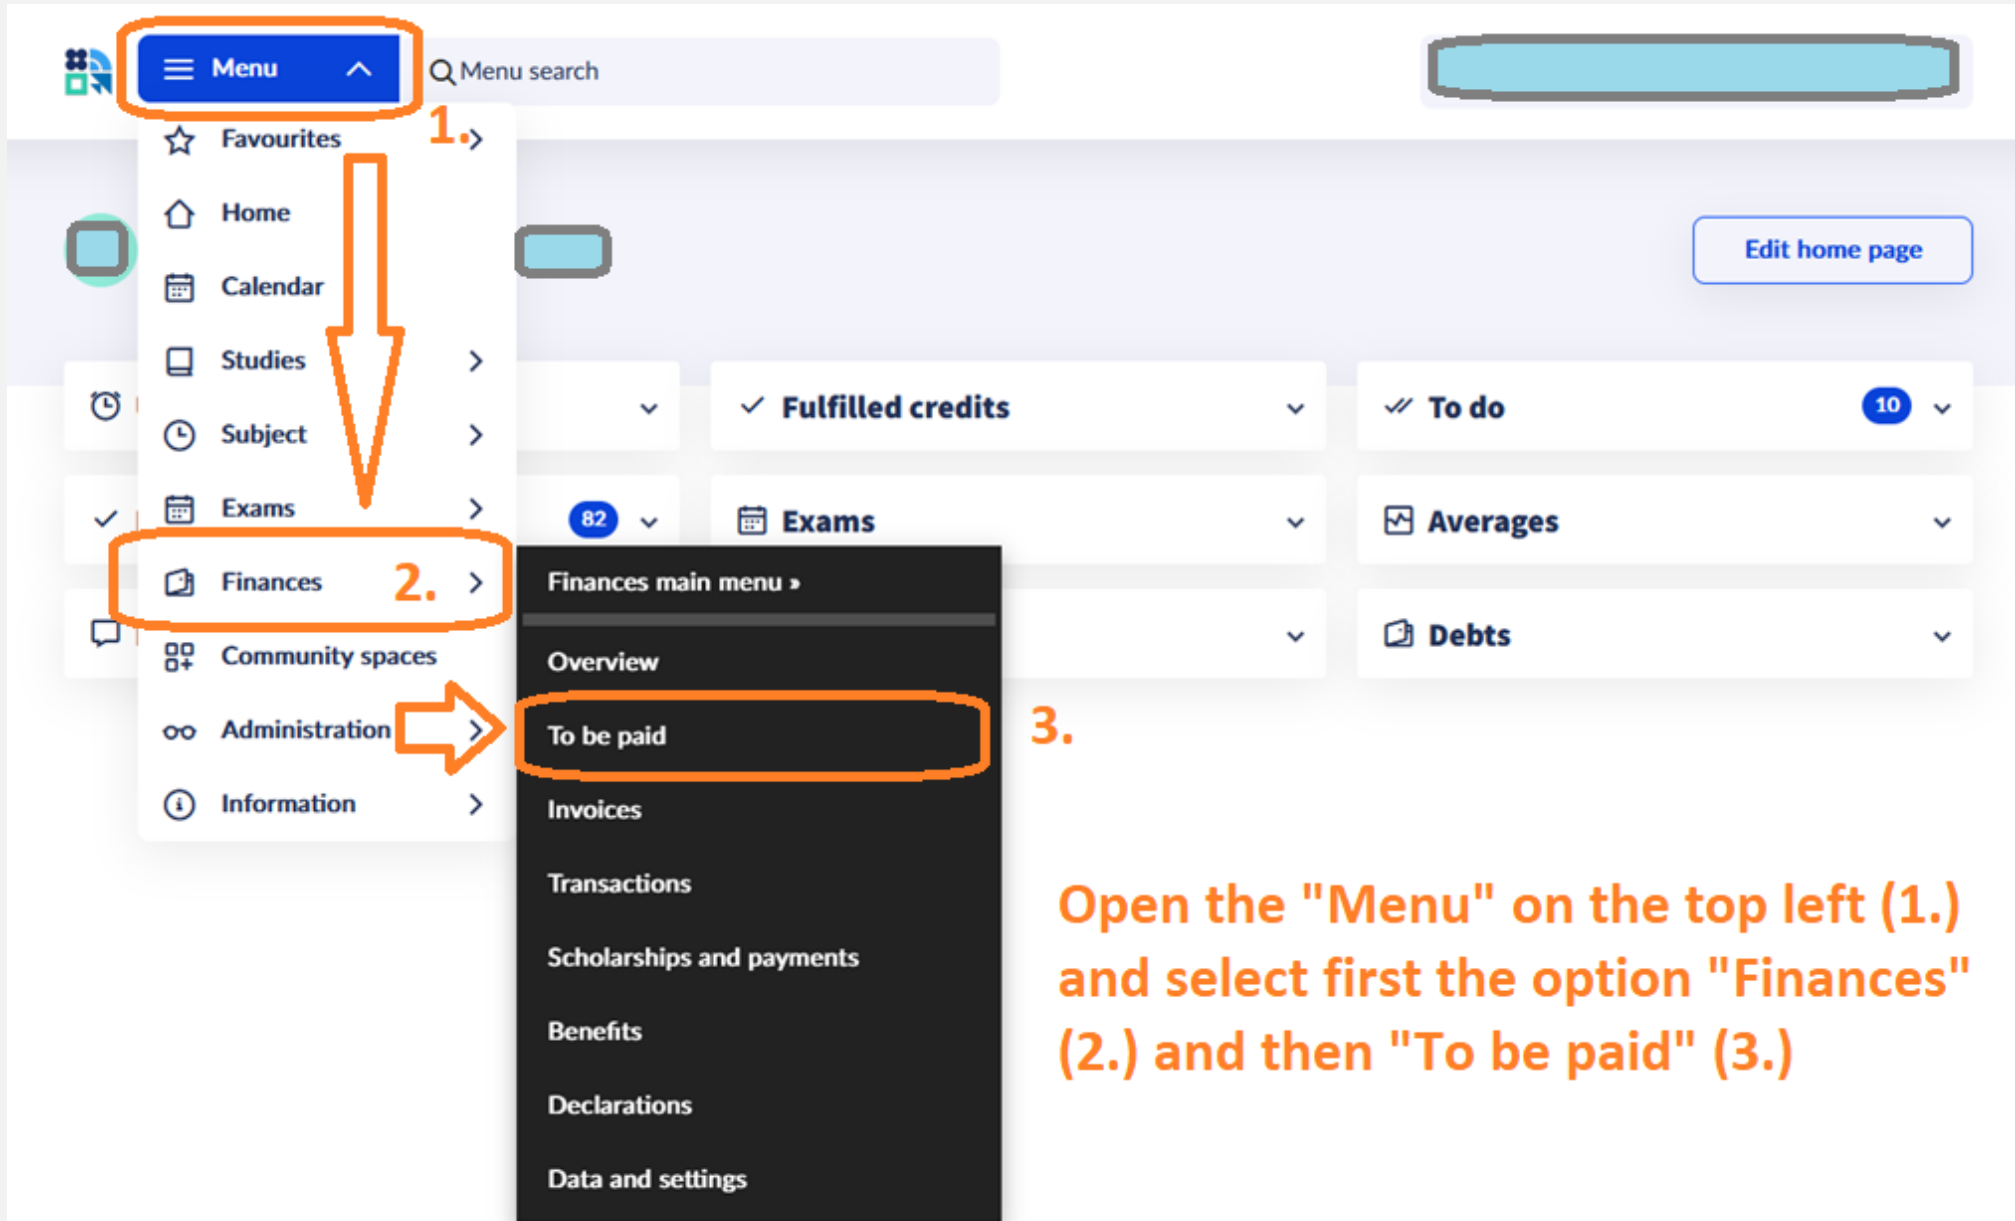 Menu
Menu search
1.
Favourites
Home
Calendar
Edit home page
Studies
Subject
Exams
Finances
2.
Community spaces
Administration
Information
Fulfilled credits
To do
10
82
Exams
Averages
Debts
Finances main menu »
Overview
To be paid
3.
Invoices
Transactions
Scholarships and payments
Benefits
Declarations
Data and settings
Open the "Menu" on the top left (1.)
and select first the option "Finances"
(2.) and then "To be paid" (3.)